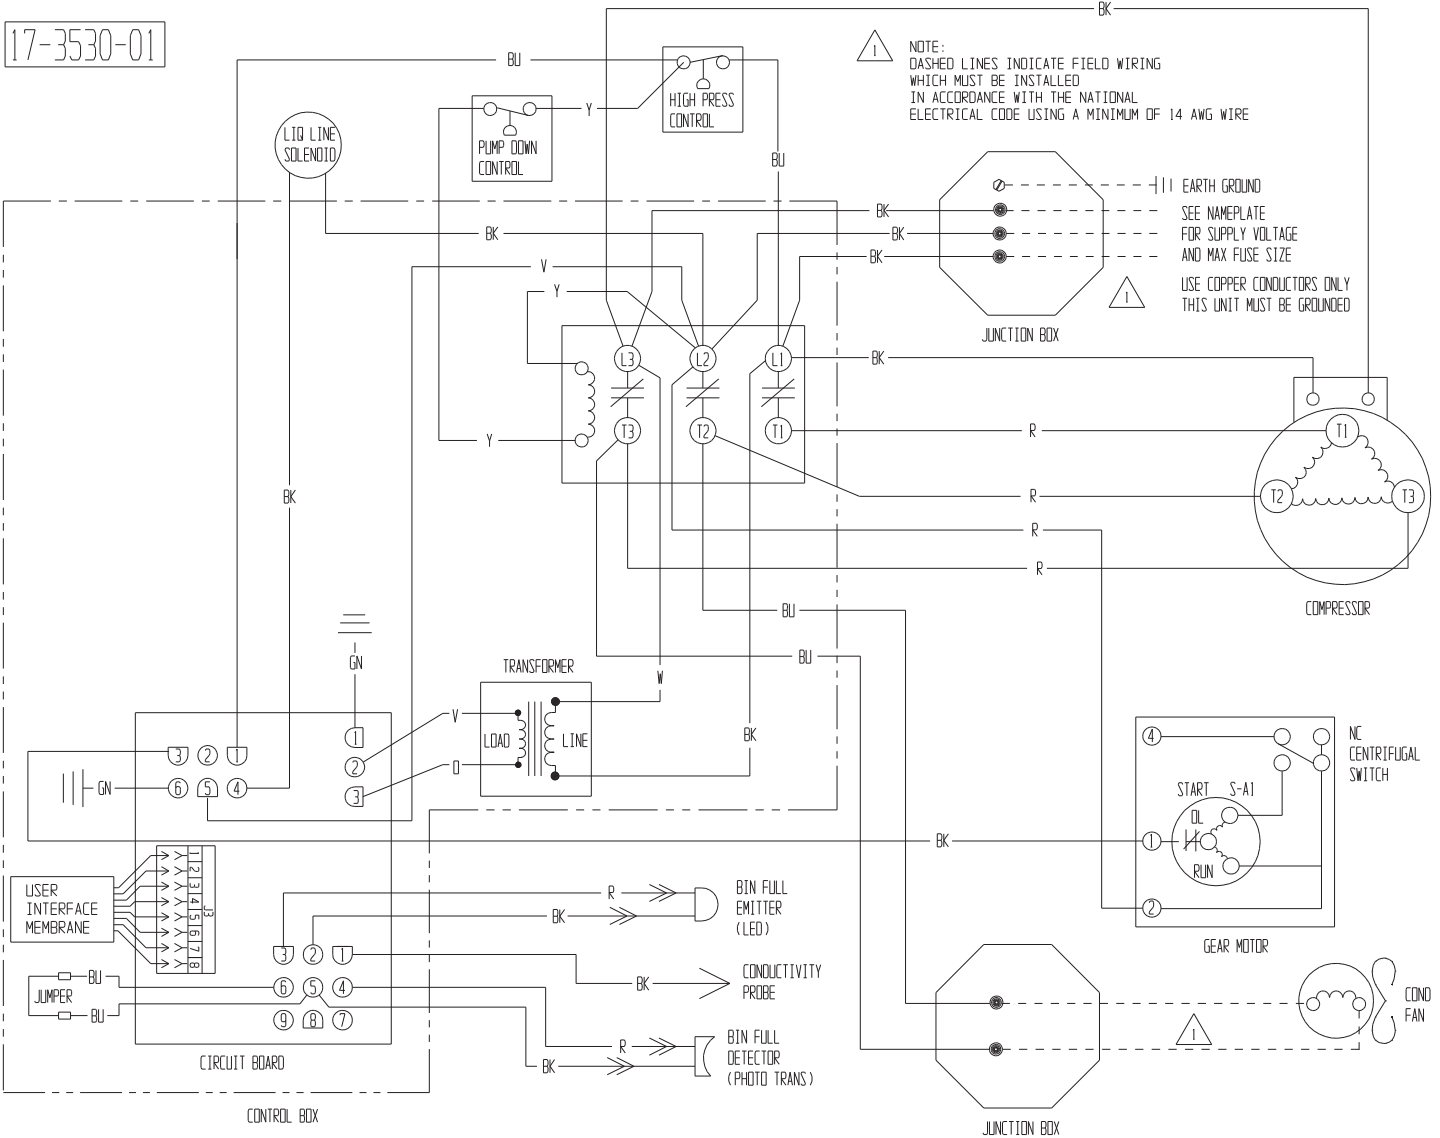 17-3530-01
BK
1
NOTE:
DASHED LINES INDICATE FIELD WIRING
WHICH MUST BE INSTALLED
IN ACCORDANCE WITH THE NATIONAL
ELECTRICAL CODE USING A MINIMUM OF 14 AWG WIRE
BU
HIGH PRESS
CONTROL
Y
PUMP DOWN
CONTROL
LIQ LINE
SOLENOID
BU
EARTH GROUND
SEE NAMEPLATE
FOR SUPPLY VOLTAGE
AND MAX FUSE SIZE
USE COPPER CONDUCTORS ONLY
THIS UNIT MUST BE GROUNDED
1
JUNCTION BOX
BK
BK
BK
BK
V
Y
L3
L2
L1
BK
T3
T2
T1
R
Y
T1
T2
T3
BK
R
R
R
COMPRESSOR
BU
BU
GN
TRANSFORMER
W
V
LOAD
LINE
O
BK
1
2
3
3
2
1
6
5
4
GN
BK
4
NC
CENTRIFUGAL
SWITCH
START
S-A1
OL
1
RUN
2
GEAR MOTOR
USER
INTERFACE
MEMBRANE
1
2
3
4
5
6
7
8
J3
R
BK
BIN FULL
EMITTER
(LED)
3
2
1
6
5
4
9
8
7
BK
CONDUCTIVITY
PROBE
BU
JUMPER
BU
R
BK
BIN FULL
DETECTOR
(PHOTO TRANS)
CIRCUIT BOARD
CONTROL BOX
1
COND
FAN
JUNCTION BOX